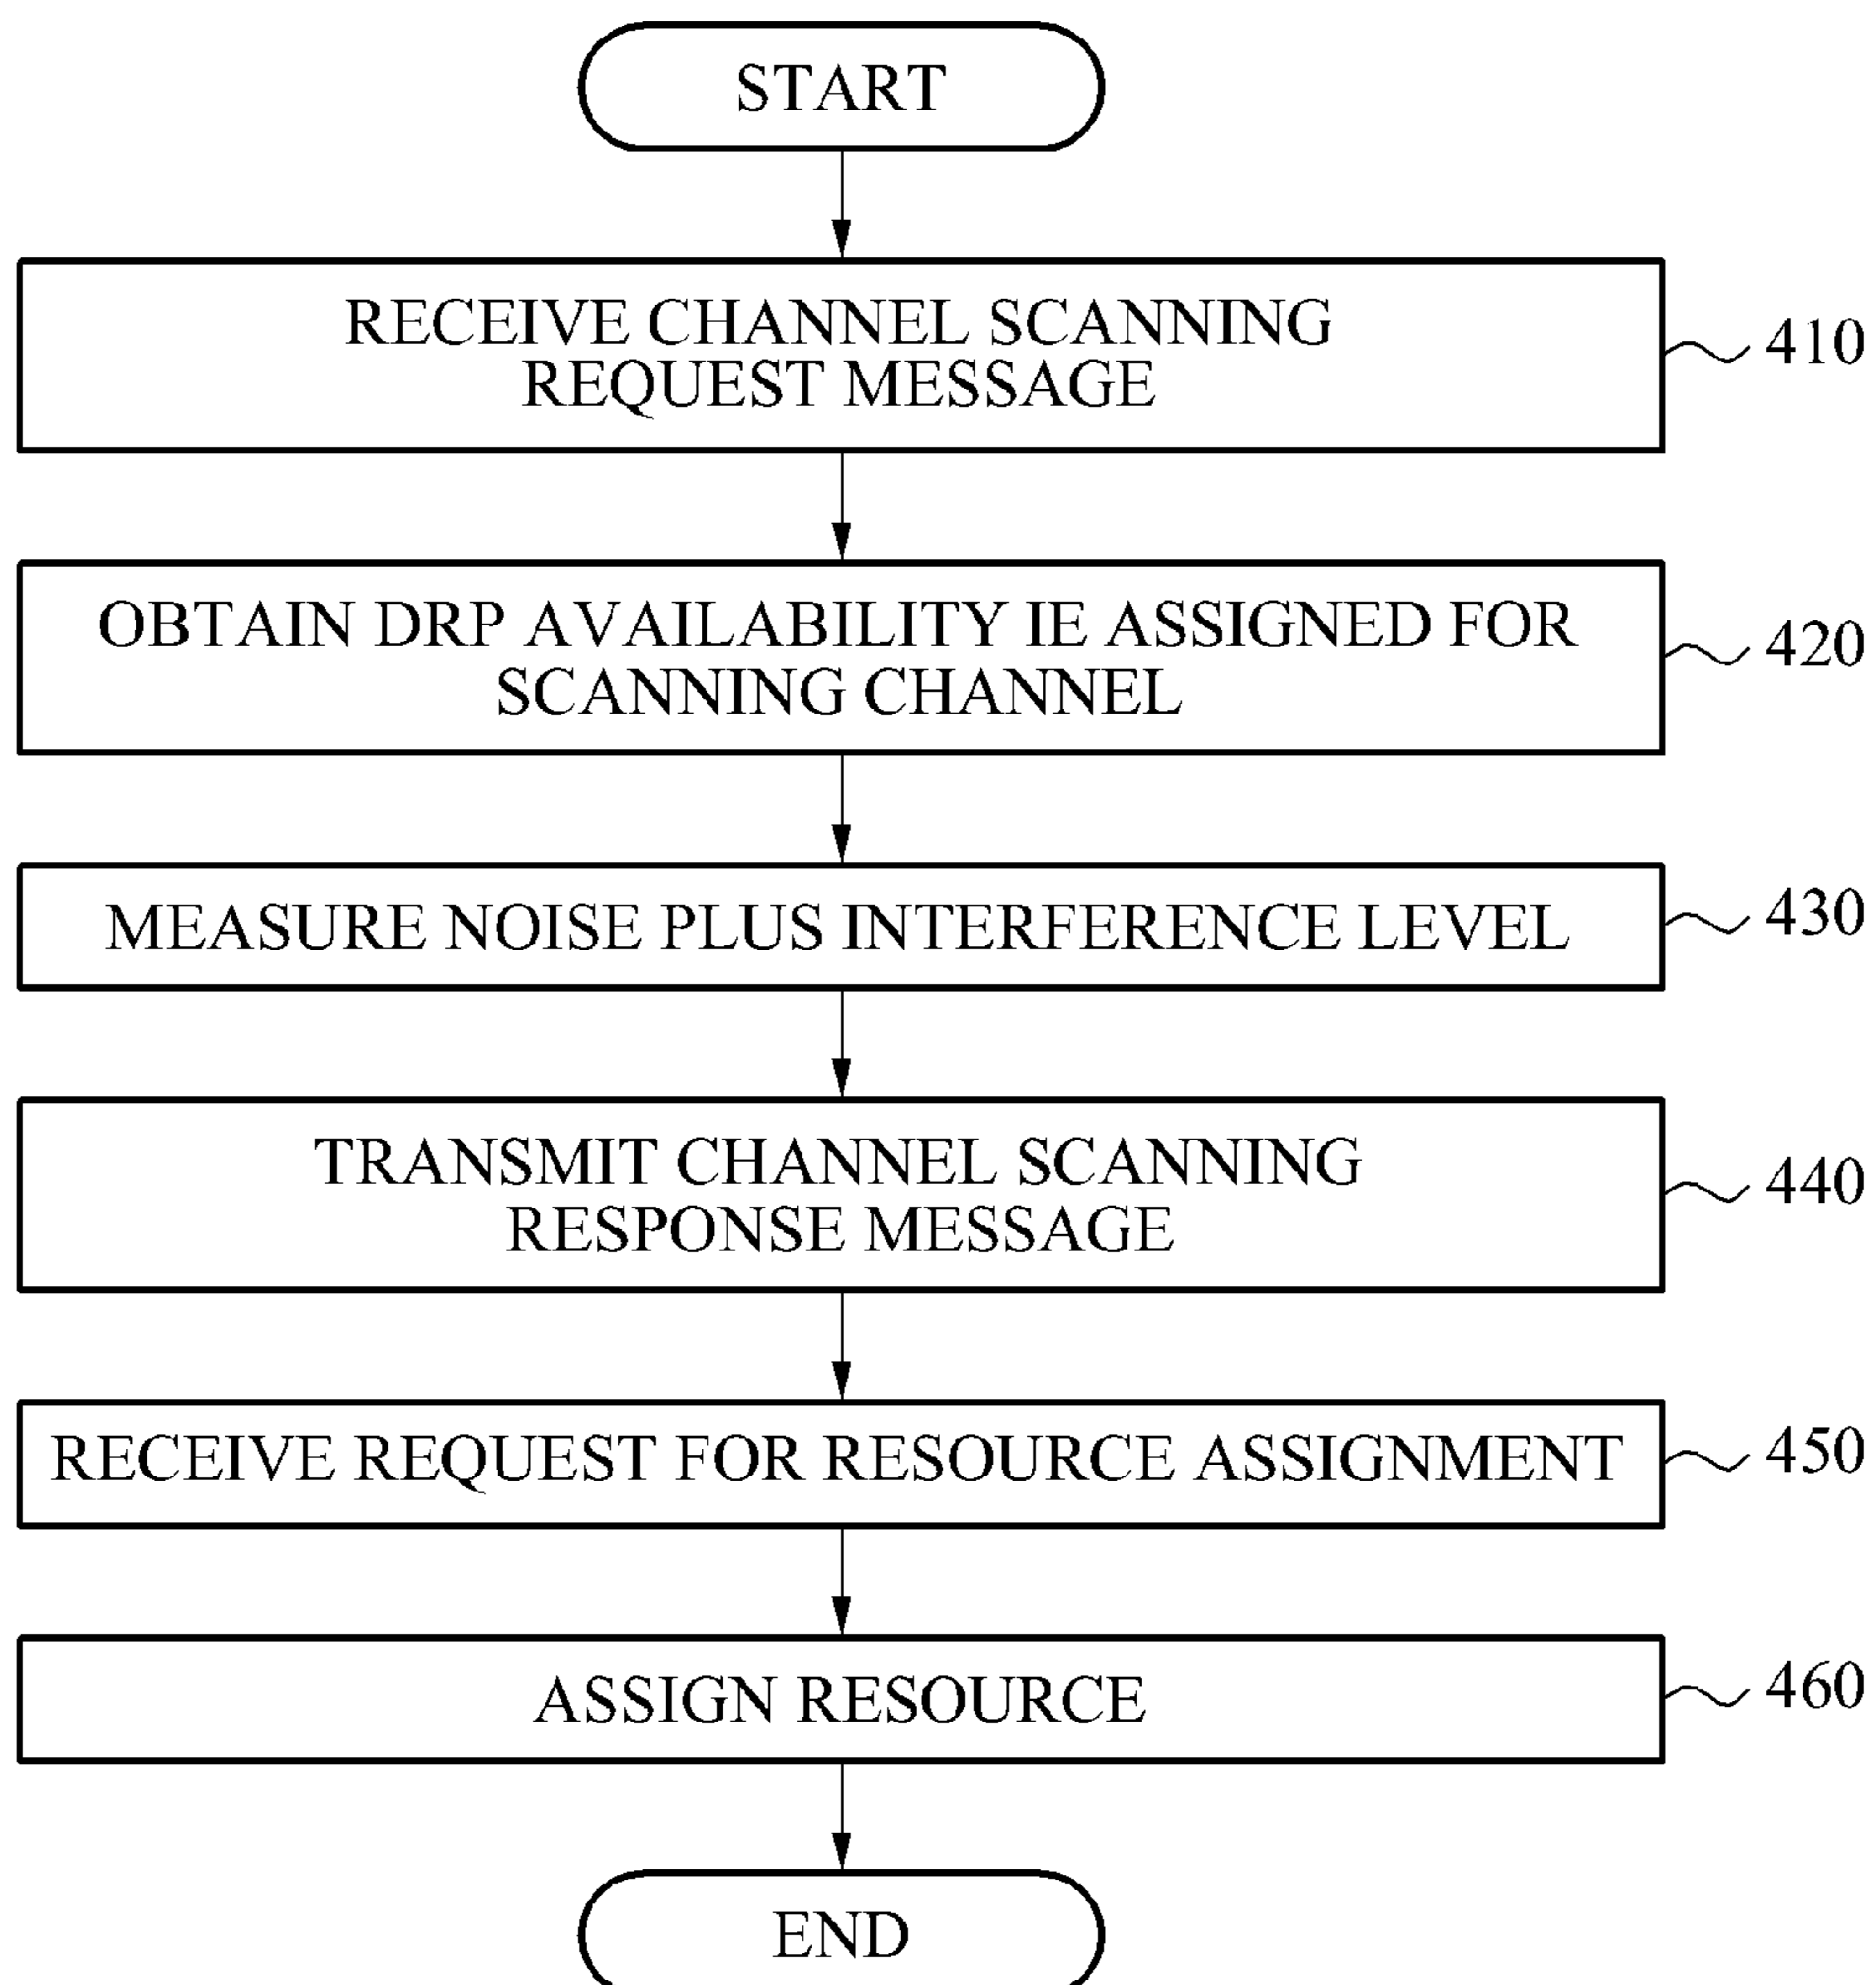 START
RECEIVE CHANNEL SCANNING
REQUEST MESSAGE
410
OBTAIN DRP AVAILABILITY IE ASSIGNED FOR
SCANNING CHANNEL
420
MEASURE NOISE PLUS INTERFERENCE LEVEL
430
TRANSMIT CHANNEL SCANNING
RESPONSE MESSAGE
440
RECEIVE REQUEST FOR RESOURCE ASSIGNMENT
450
ASSIGN RESOURCE
460
END